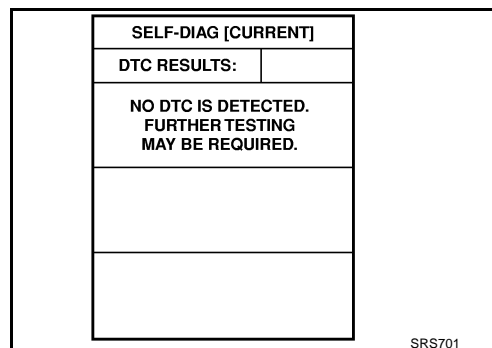 SELF-DIAG [CURRENT]
DTC RESULTS:
NO DTC IS DETECTED.
FURTHER TESTING
MAY BE REQUIRED.
SRS701